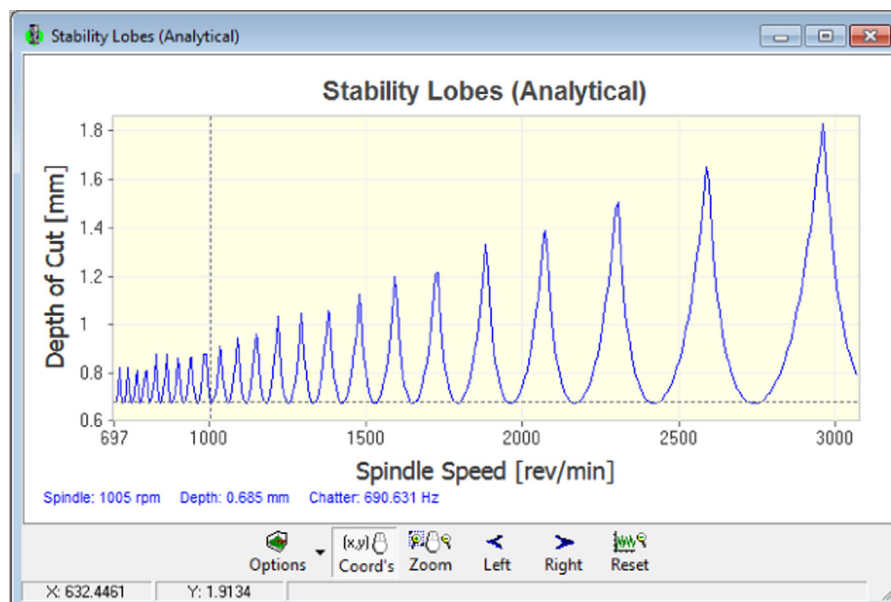 Stability Lobes (Analytical)
Stability Lobes (Analytical)
Depth of Cut [mm]
1.8
1.6
1.4
1.2
1
0.8
0.6
697 1000 1500 2000 2500 3000
Spindle Speed [rev/min]
Spindle: 1005 rpm Depth: 0.685 mm Chatter: 690.631 Hz
(x,y)
Options Coord's Zoom Left Right Reset
X: 632.4461 Y: 1.9134